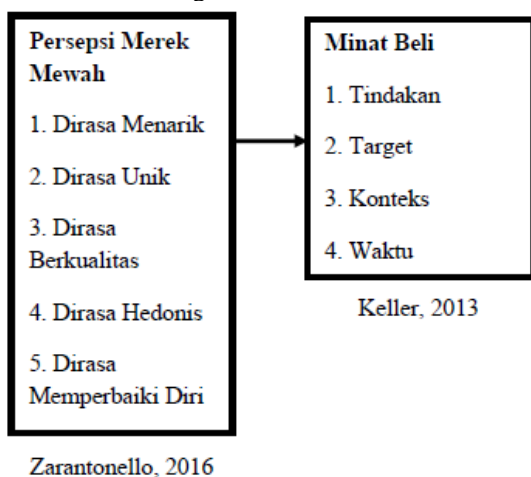 Persepsi Merek
Mewah
1. Dirasa Menarik
2. Dirasa Unik
3. Dirasa
Berkualitas
4. Dirasa Hedonis
5. Dirasa
Memperbaiki Diri
Zarantonello, 2016
Minat Beli
1. Tindakan
2. Target
3. Konteks
4. Waktu
Keller, 2013